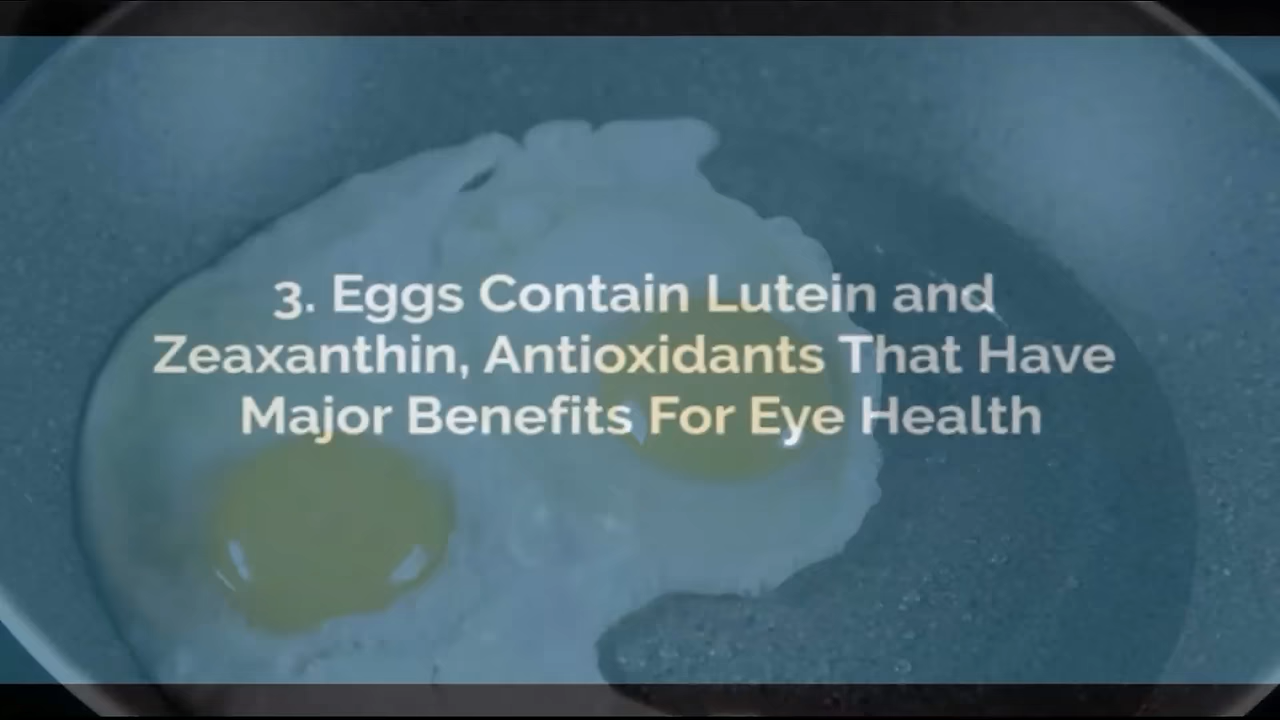 3. Eggs Contain Lutein and
Zeaxanthin, Antioxidants That Have
Major Benefits For Eye Health